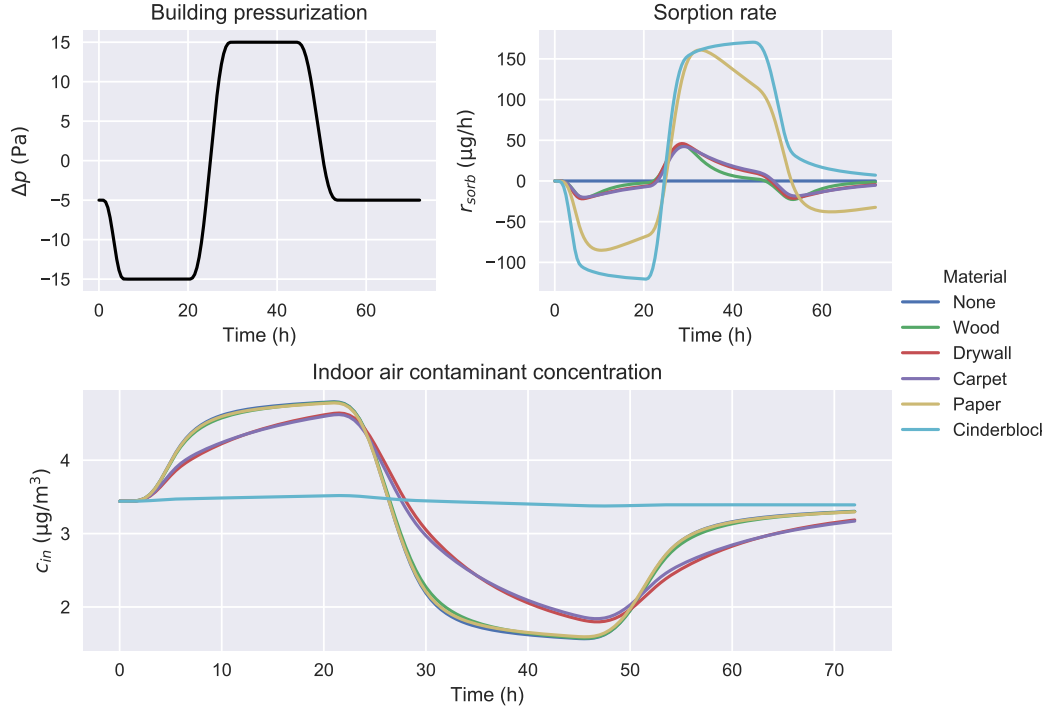 Building pressurization
15
10
5
0
−5
−10
−15
Δp (Pa)
0
20
40
60
Time (h)
Sorption rate
150
100
50
0
−50
−100
r_sorb (µg/h)
0
20
40
60
Time (h)
Material
None
Wood
Drywall
Carpet
Paper
Cinderblocl
Indoor air contaminant concentration
4
3
2
c_in (µg/m³)
0
10
20
30
40
50
60
70
Time (h)